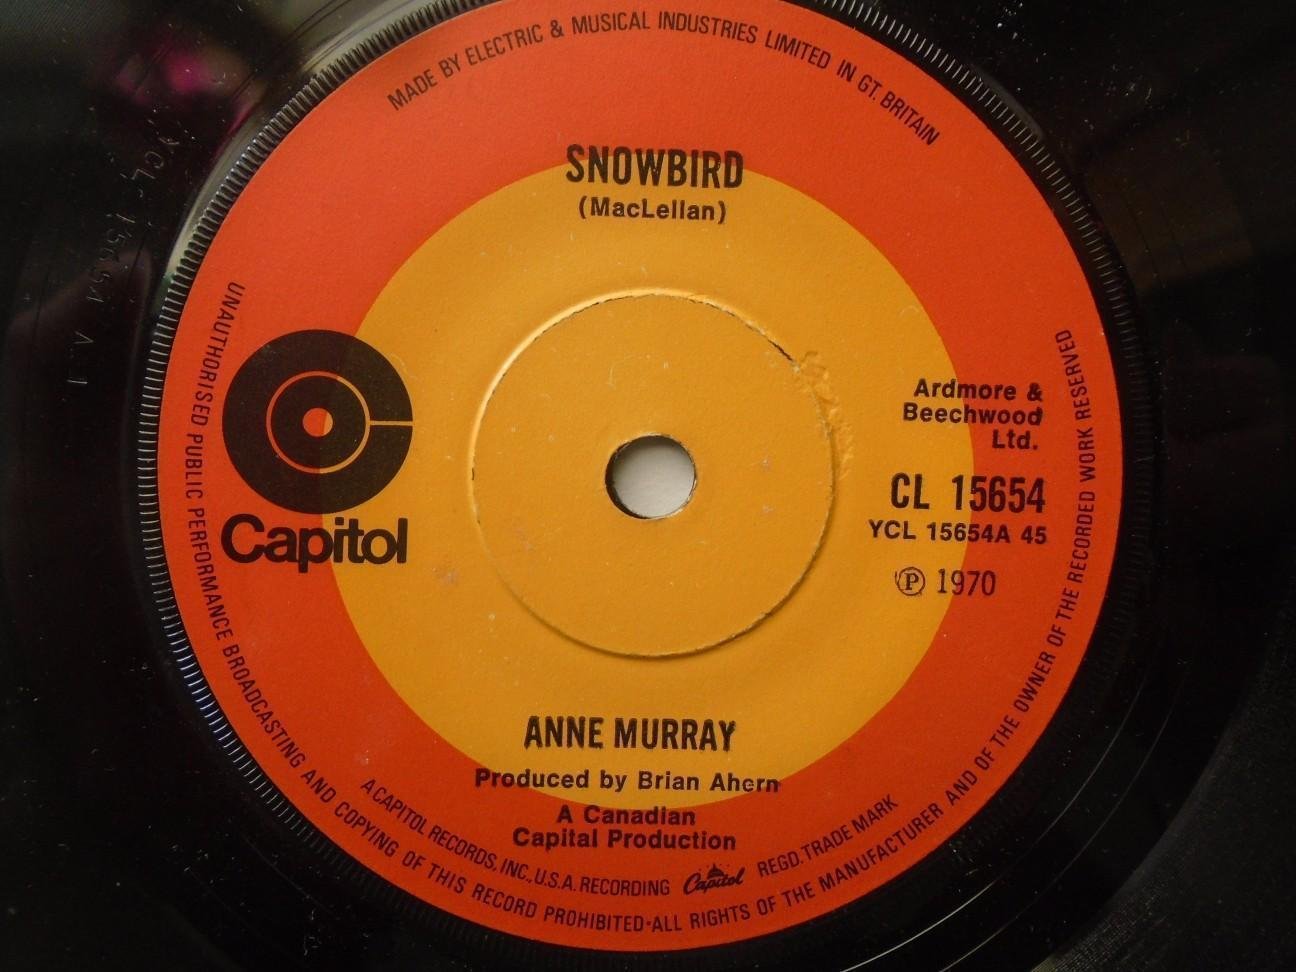 MADE BY ELECTRIC & MUSICAL INDUSTRIES LIMITED IN GT. BRITAIN
SNOWBIRD
(MacLellan)
Capitol
Ardmore &
Beechwood
Ltd.
CL 15654
YCL 15654A 45
Ⓟ 1970
ANNE MURRAY
Produced by Brian Ahern
A Canadian
Capital Production
A CAPITOL RECORDS, INC., U.S.A. RECORDING Capitol REGD. TRADE MARK
UNAUTHORISED PUBLIC PERFORMANCE BROADCASTING AND COPYING OF THIS RECORD PROHIBITED·ALL RIGHTS OF THE MANUFACTURER AND OF THE OWNER OF THE RECORDED WORK RESERVED